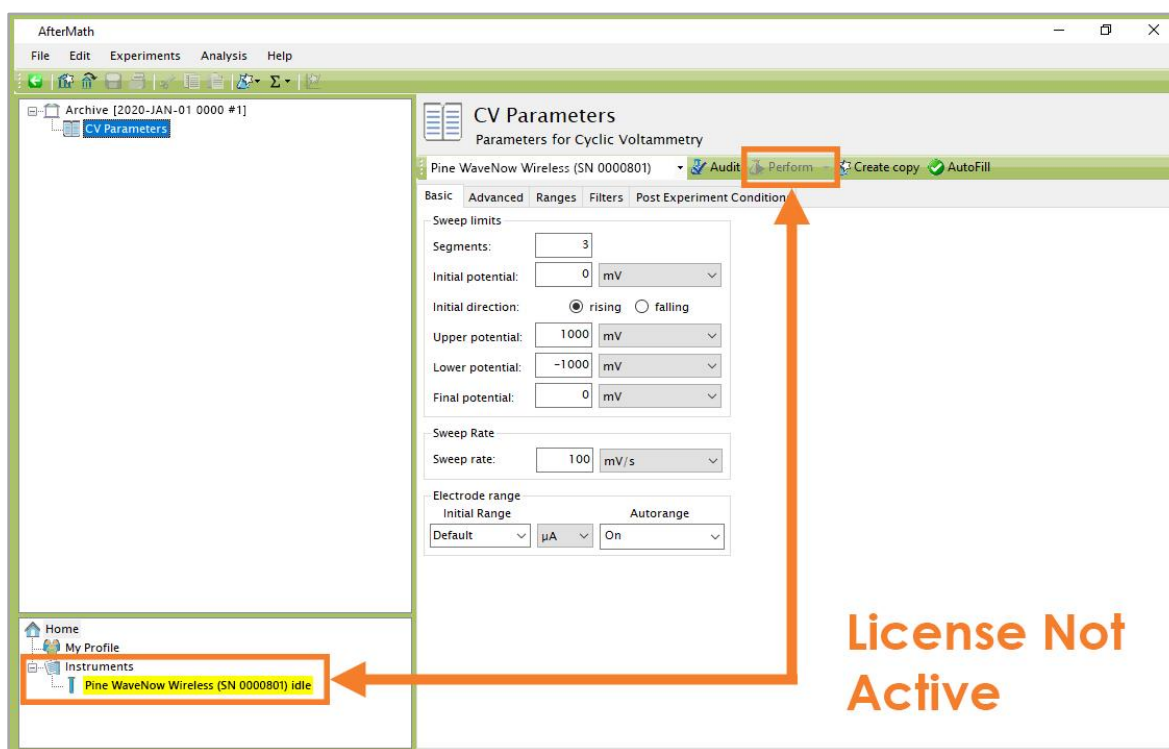 AfterMath
File Edit Experiments Analysis Help
Archive [2020-JAN-01 0000 #1]
CV Parameters
CV Parameters
Parameters for Cyclic Voltammetry
Pine WaveNow Wireless (SN 0000801) Audit Perform Create copy AutoFill
Basic Advanced Ranges Filters Post Experiment Condition
Sweep limits
Segments: 3
Initial potential: 0 mV
Initial direction: rising falling
Upper potential: 1000 mV
Lower potential: -1000 mV
Final potential: 0 mV
Sweep Rate
Sweep rate: 100 mV/s
Electrode range
Initial Range Autorange
Default µA On
Home
My Profile
Instruments
Pine WaveNow Wireless (SN 0000801) idle
License Not
Active